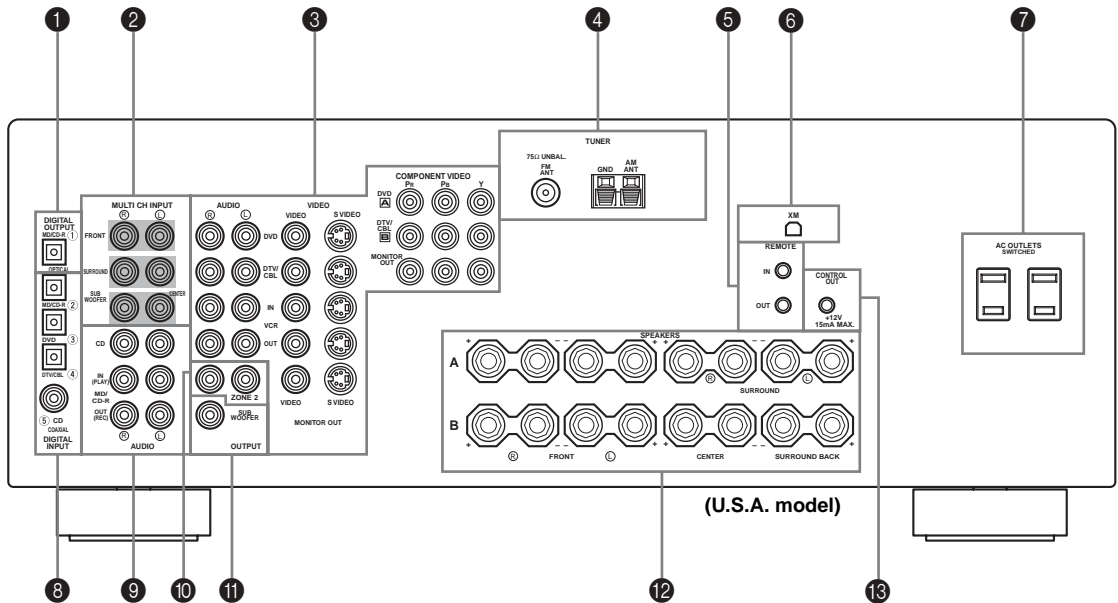 1 2 3 4 5 6 7
TUNER
75Ω UNBAL.
FM
ANT
GND
AM
ANT
COMPONENT VIDEO
PR PB Y
DVD
A
DTV/
CBL
B
MONITOR
OUT
XM
REMOTE
IN
OUT
CONTROL
OUT
+12V
15mA MAX.
AC OUTLETS
SWITCHED
DIGITAL
OUTPUT
MD/CD-R 1
OPTICAL
MD/CD-R 2
DVD 3
DTV/CBL 4
5 CD
COAXIAL
DIGITAL
INPUT
MULTI CH INPUT
R L
FRONT
SURROUND
SUB
WOOFER
CENTER
CD
IN
(PLAY)
MD/
CD-R
OUT
(REC)
R L
AUDIO
AUDIO
R L
VIDEO
VIDEO
S VIDEO
DVD
DTV/
CBL
IN
VCR
OUT
ZONE 2
VIDEO
S VIDEO
SUB
WOOFER
OUTPUT
MONITOR OUT
SPEAKERS
+ - - + + - - +
A
R L
SURROUND
B
+ - - + + - - +
R FRONT L
CENTER
SURROUND BACK
(U.S.A. model)
8 9 10 11 12 13